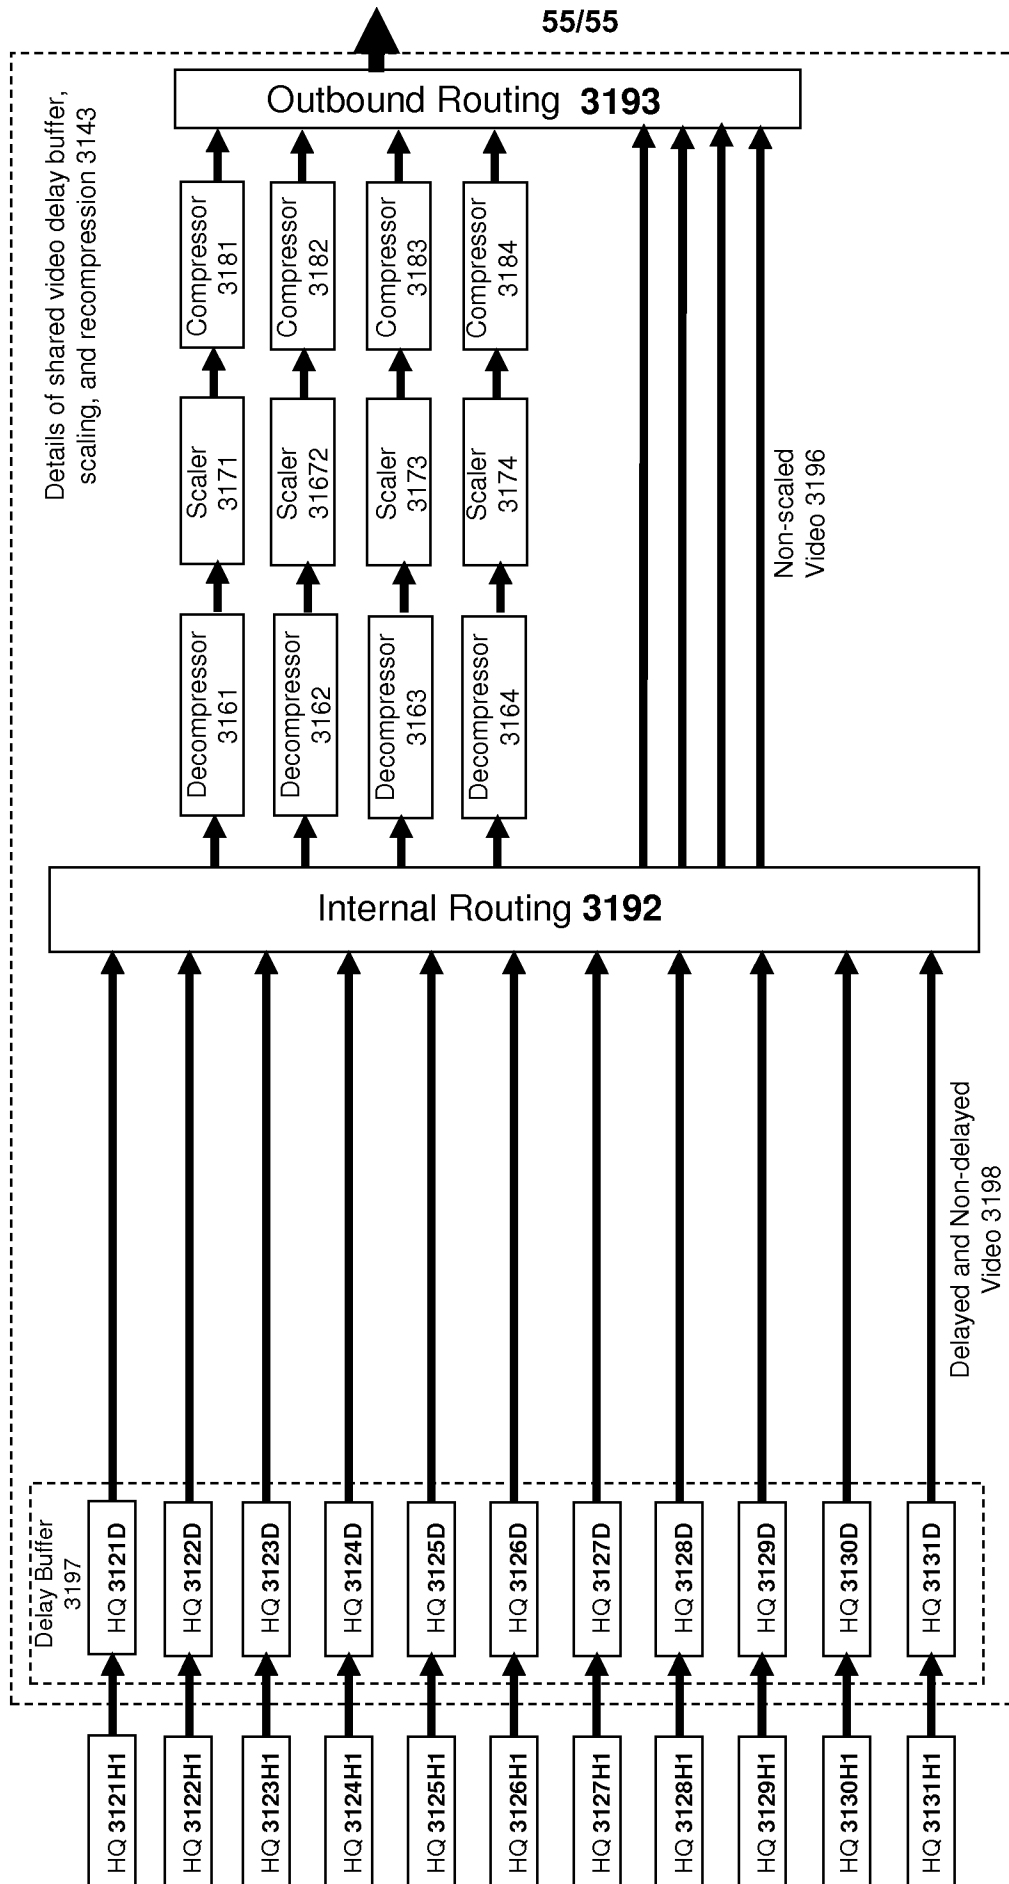 55/55
Details of shared video delay buffer,
scaling, and recompression 3143
Outbound Routing 3193
Compressor
3181
Compressor
3182
Compressor
3183
Compressor
3184
Scaler
3171
Scaler
31672
Scaler
3173
Scaler
3174
Non-scaled
Video 3196
Decompressor
3161
Decompressor
3162
Decompressor
3163
Decompressor
3164
Internal Routing 3192
Delayed and Non-delayed
Video 3198
Delay Buffer
3197
HQ 3121D
HQ 3122D
HQ 3123D
HQ 3124D
HQ 3125D
HQ 3126D
HQ 3127D
HQ 3128D
HQ 3129D
HQ 3130D
HQ 3131D
HQ 3121H1
HQ 3122H1
HQ 3123H1
HQ 3124H1
HQ 3125H1
HQ 3126H1
HQ 3127H1
HQ 3128H1
HQ 3129H1
HQ 3130H1
HQ 3131H1